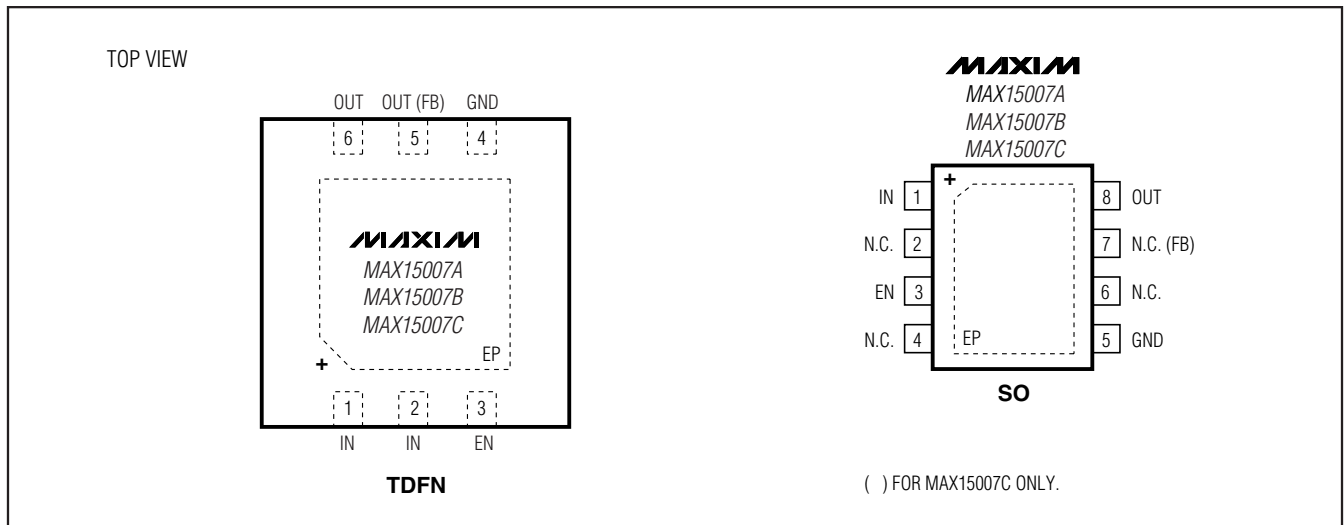 TOP VIEW
OUT OUT (FB) GND
6 5 4
MAXIM
MAX15007A
MAX15007B
MAX15007C
EP
+
1 2 3
IN IN EN
TDFN
MAXIM
MAX15007A
MAX15007B
MAX15007C
+
IN 1 8 OUT
N.C. 2 7 N.C. (FB)
EN 3 6 N.C.
N.C. 4 EP 5 GND
SO
( ) FOR MAX15007C ONLY.